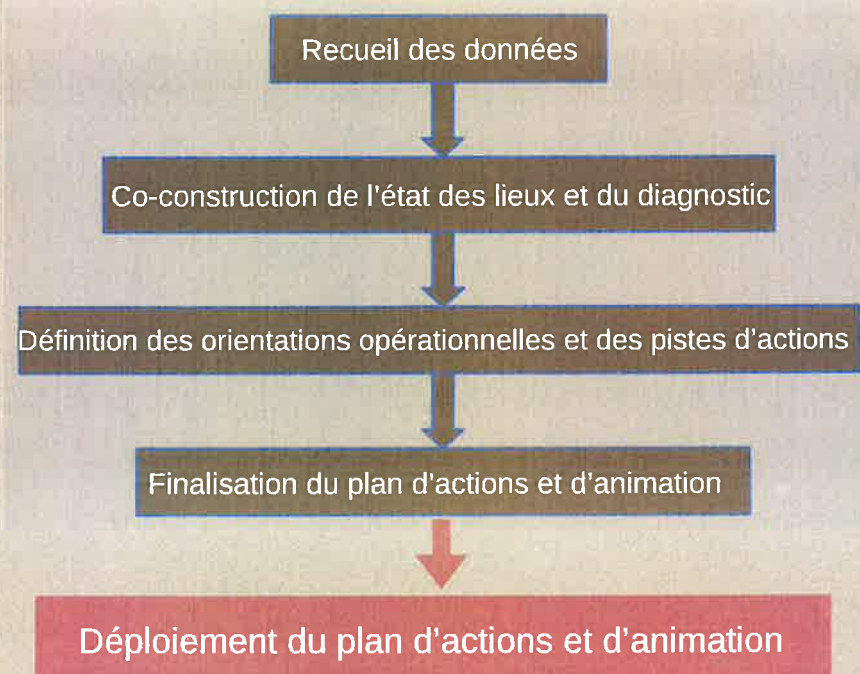 Recueil des données
Co-construction de l'état des lieux et du diagnostic
Définition des orientations opérationnelles et des pistes d'actions
Finalisation du plan d'actions et d'animation
Déploiement du plan d'actions et d'animation